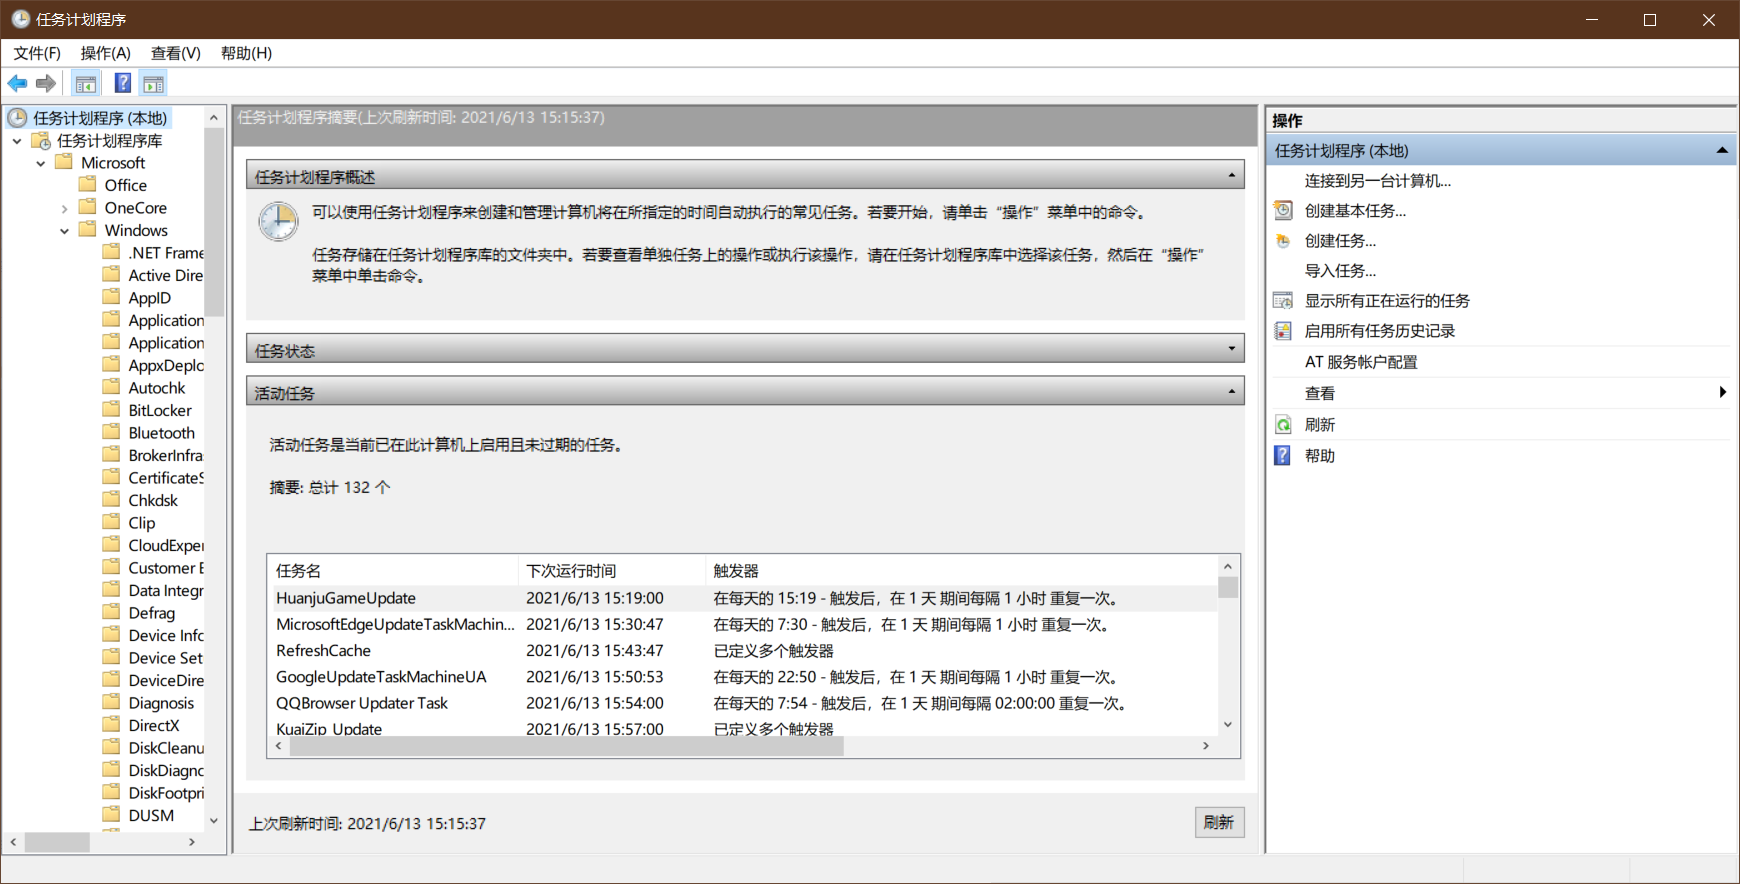 任务计划程序
文件(F) 操作(A) 查看(V) 帮助(H)
任务计划程序 (本地)
任务计划程序库
Microsoft
Office
OneCore
Windows
.NET Frame
Active Dire
AppID
Application
Application
AppxDeplo
Autochk
BitLocker
Bluetooth
BrokerInfra
CertificateS
Chkdsk
Clip
CloudExper
Customer E
Data Integr
Defrag
Device Info
Device Set
DeviceDire
Diagnosis
DirectX
DiskCleanu
DiskDiagno
DiskFootpri
DUSM
任务计划程序摘要(上次刷新时间: 2021/6/13 15:15:37)
任务计划程序概述
可以使用任务计划程序来创建和管理计算机将在所指定的时间自动执行的常见任务。若要开始，请单击“操作”菜单中的命令。
任务存储在任务计划程序库的文件夹中。若要查看单独任务上的操作或执行该操作，请在任务计划程序库中选择该任务，然后在“操作”
菜单中单击命令。
任务状态
活动任务
活动任务是当前已在此计算机上启用且未过期的任务。
摘要: 总计 132 个
任务名 下次运行时间 触发器
HuanjuGameUpdate 2021/6/13 15:19:00 在每天的 15:19 - 触发后，在 1 天 期间每隔 1 小时 重复一次。
MicrosoftEdgeUpdateTaskMachin... 2021/6/13 15:30:47 在每天的 7:30 - 触发后，在 1 天 期间每隔 1 小时 重复一次。
RefreshCache 2021/6/13 15:43:47 已定义多个触发器
GoogleUpdateTaskMachineUA 2021/6/13 15:50:53 在每天的 22:50 - 触发后，在 1 天 期间每隔 1 小时 重复一次。
QQBrowser Updater Task 2021/6/13 15:54:00 在每天的 7:54 - 触发后，在 1 天 期间每隔 02:00:00 重复一次。
KuaiZip_Update 2021/6/13 15:57:00 已定义多个触发器
上次刷新时间: 2021/6/13 15:15:37
刷新
操作
任务计划程序 (本地)
连接到另一台计算机...
创建基本任务...
创建任务...
导入任务...
显示所有正在运行的任务
启用所有任务历史记录
AT 服务帐户配置
查看
刷新
帮助